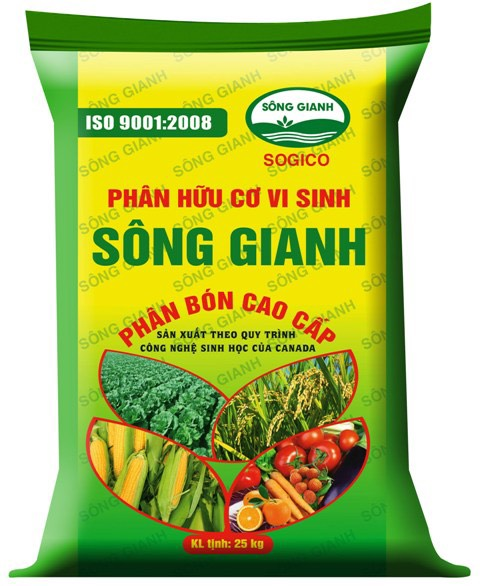 ISO 9001:2008
SÔNG GIANH
SOGICO
PHÂN HỮU CƠ VI SINH
SÔNG GIANH
PHÂN BÓN CAO CẤP
SẢN XUẤT THEO QUY TRÌNH
CÔNG NGHỆ SINH HỌC CỦA CANADA
KL tịnh: 25 kg